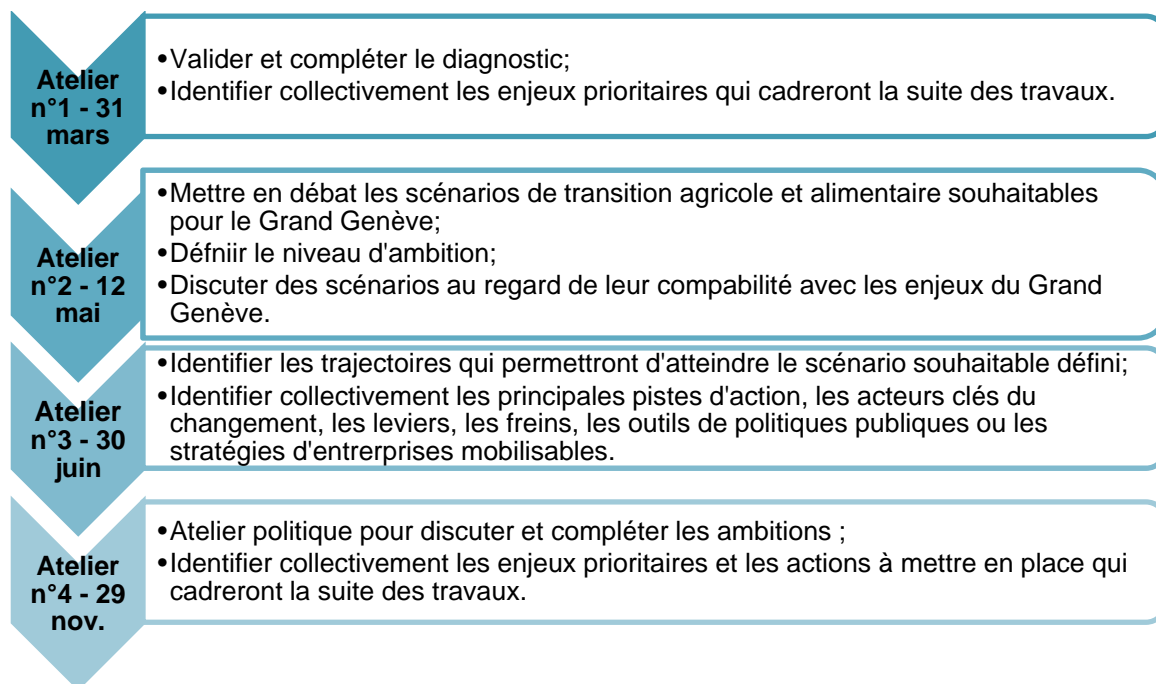 Atelier
n°1 - 31
mars
•Valider et compléter le diagnostic;
•Identifier collectivement les enjeux prioritaires qui cadreront la suite des travaux.
Atelier
n°2 - 12
mai
•Mettre en débat les scénarios de transition agricole et alimentaire souhaitables
pour le Grand Genève;
•Défniir le niveau d'ambition;
•Discuter des scénarios au regard de leur compabilité avec les enjeux du Grand
Genève.
Atelier
n°3 - 30
juin
•Identifier les trajectoires qui permettront d'atteindre le scénario souhaitable défini;
•Identifier collectivement les principales pistes d'action, les acteurs clés du
changement, les leviers, les freins, les outils de politiques publiques ou les
stratégies d'entrerprises mobilisables.
Atelier
n°4 - 29
nov.
•Atelier politique pour discuter et compléter les ambitions ;
•Identifier collectivement les enjeux prioritaires et les actions à mettre en place qui
cadreront la suite des travaux.